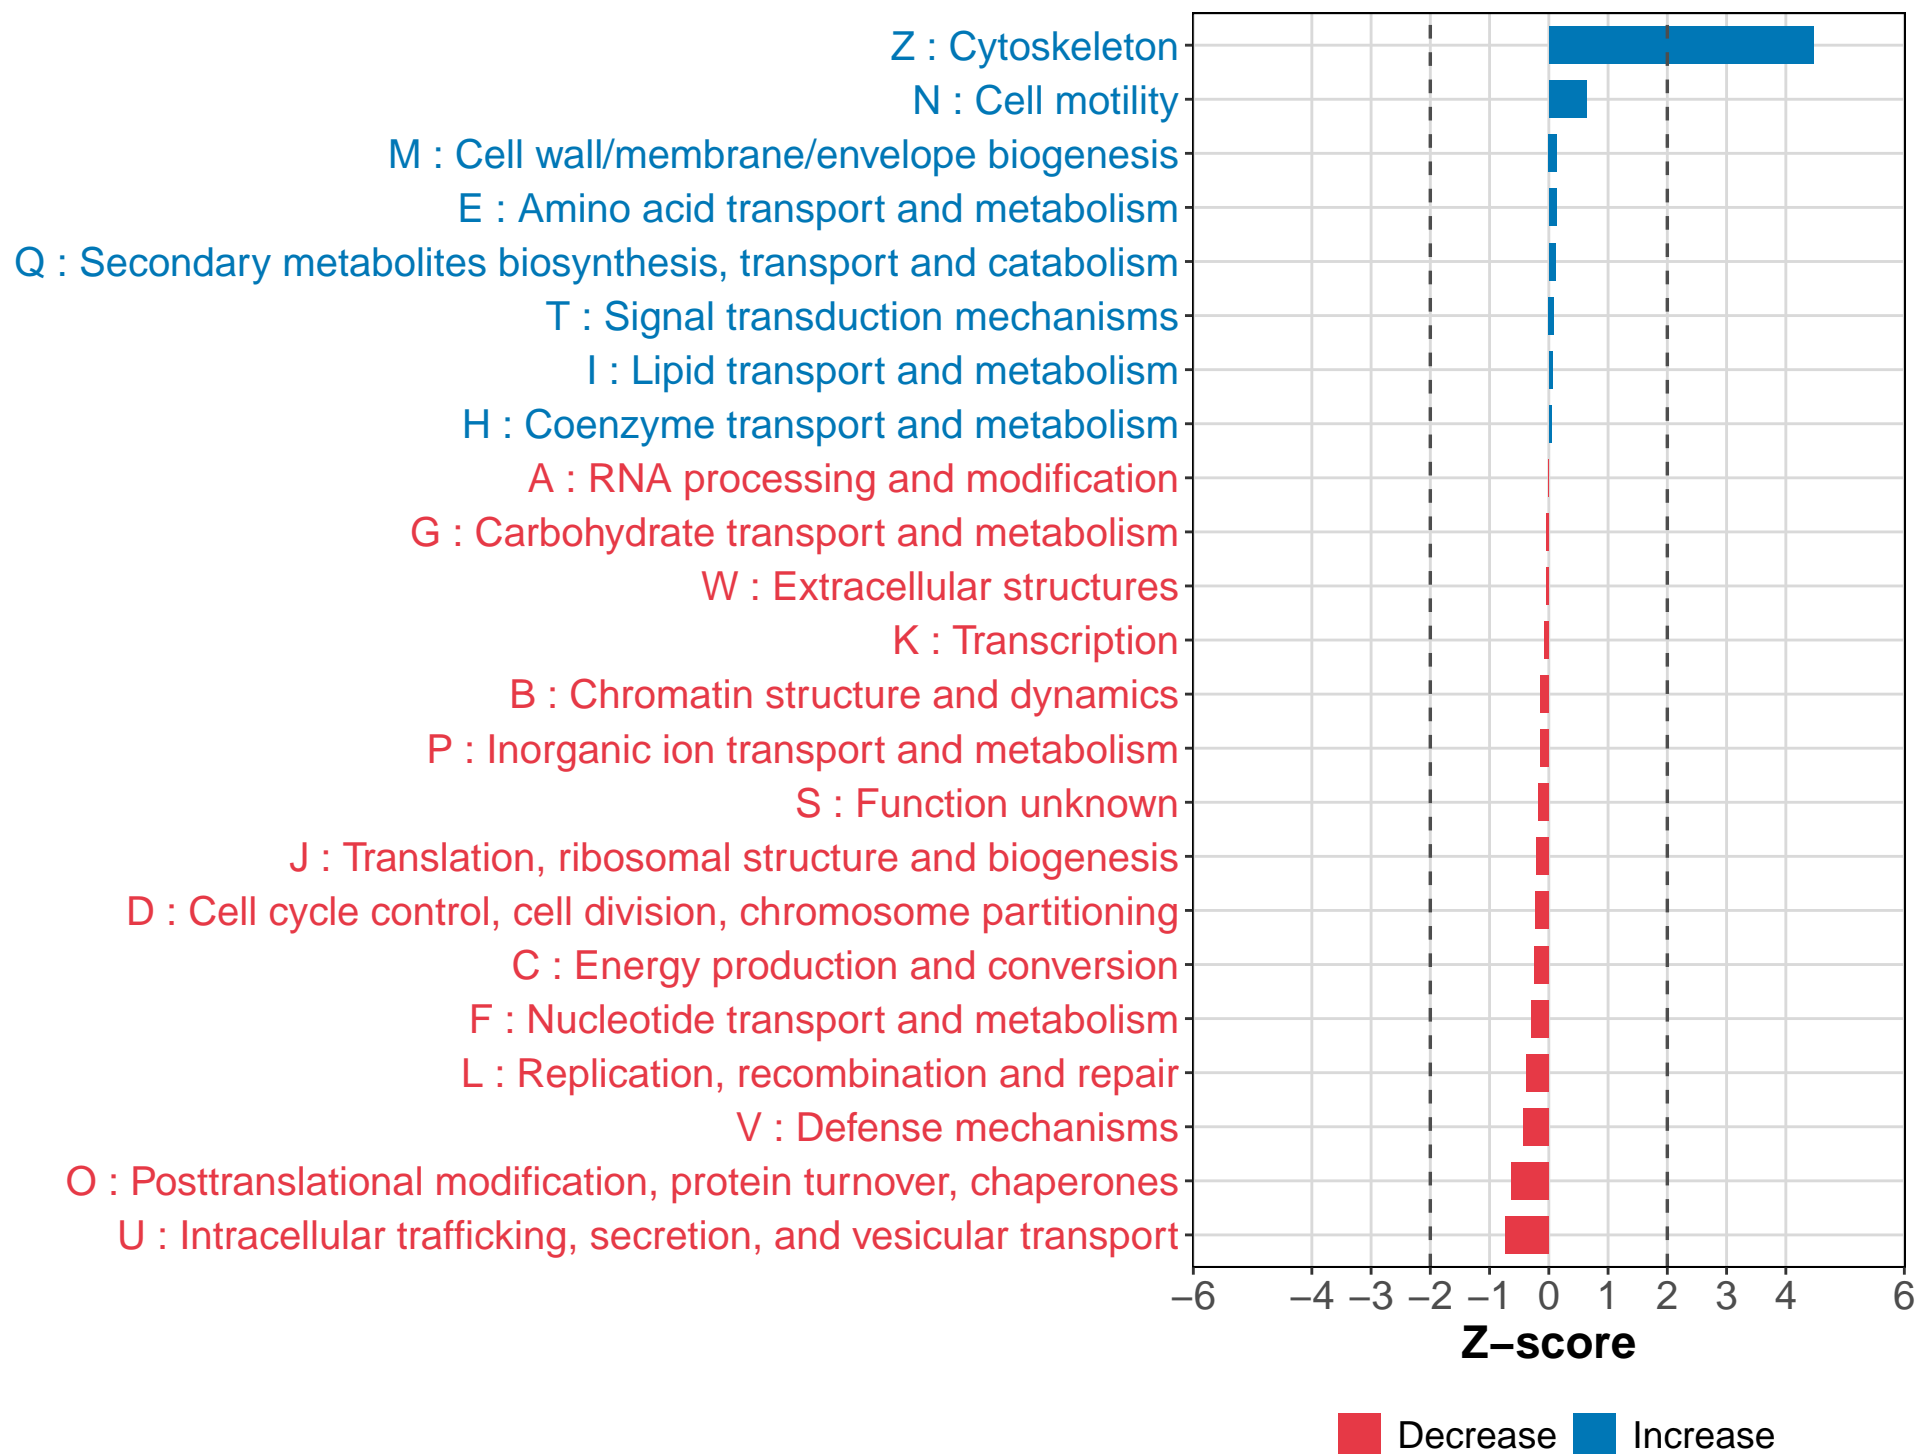 Z : Cytoskeleton
N : Cell motility
M : Cell wall/membrane/envelope biogenesis
E : Amino acid transport and metabolism
Q : Secondary metabolites biosynthesis, transport and catabolism
T : Signal transduction mechanisms
I : Lipid transport and metabolism
H : Coenzyme transport and metabolism
A : RNA processing and modification
G : Carbohydrate transport and metabolism
W : Extracellular structures
K : Transcription
B : Chromatin structure and dynamics
P : Inorganic ion transport and metabolism
S : Function unknown
J : Translation, ribosomal structure and biogenesis
D : Cell cycle control, cell division, chromosome partitioning
C : Energy production and conversion
F : Nucleotide transport and metabolism
L : Replication, recombination and repair
V : Defense mechanisms
O : Posttranslational modification, protein turnover, chaperones
U : Intracellular trafficking, secretion, and vesicular transport
−6 −4 −3 −2 −1 0 1 2 3 4 6
Z−score
Decrease Increase